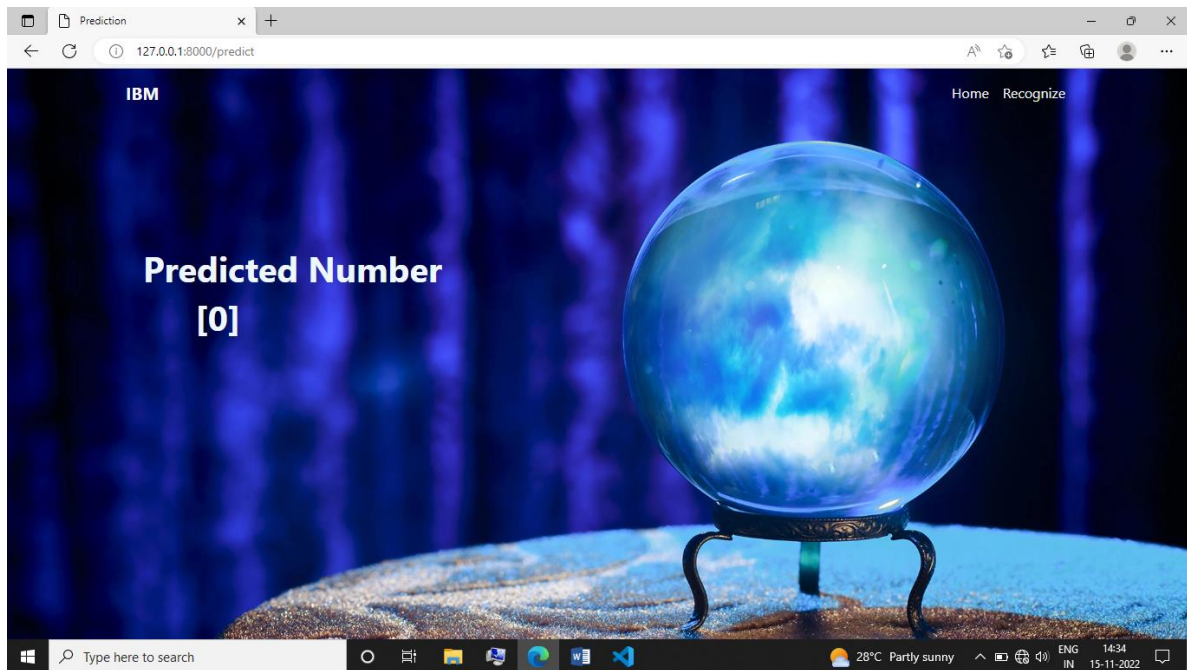 Prediction
127.0.0.1:8000/predict
IBM
Home Recognize
Predicted Number
[0]
Type here to search
28°C Partly sunny
ENG
IN
14:34
15-11-2022